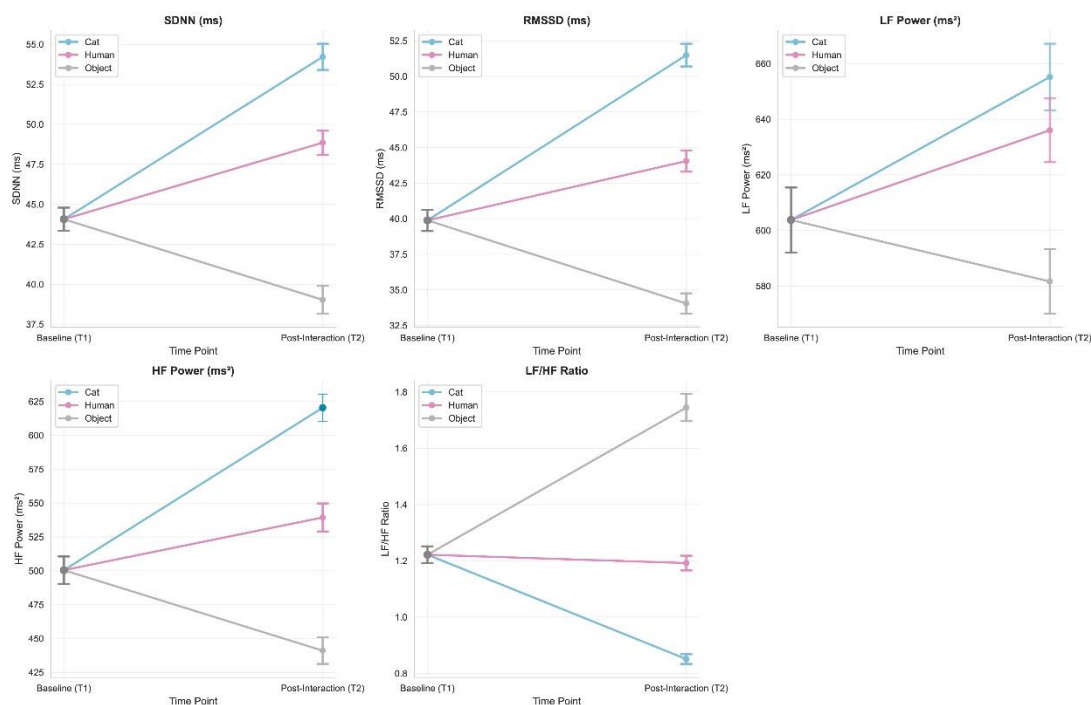 SDNN (ms)
55.0
52.5
50.0
47.5
45.0
42.5
40.0
37.5
SDNN (ms)
Cat
Human
Object
Baseline (T1)
Post-Interaction (T2)
Time Point
RMSSD (ms)
52.5
50.0
47.5
45.0
42.5
40.0
37.5
35.0
32.5
RMSSD (ms)
Cat
Human
Object
Baseline (T1)
Post-Interaction (T2)
Time Point
LF Power (ms²)
660
640
620
600
580
LF Power (ms²)
Cat
Human
Object
Baseline (T1)
Post-Interaction (T2)
Time Point
HF Power (ms²)
625
600
575
550
525
500
475
450
425
HF Power (ms²)
Cat
Human
Object
Baseline (T1)
Post-Interaction (T2)
Time Point
LF/HF Ratio
1.8
1.6
1.4
1.2
1.0
0.8
LF/HF Ratio
Cat
Human
Object
Baseline (T1)
Post-Interaction (T2)
Time Point